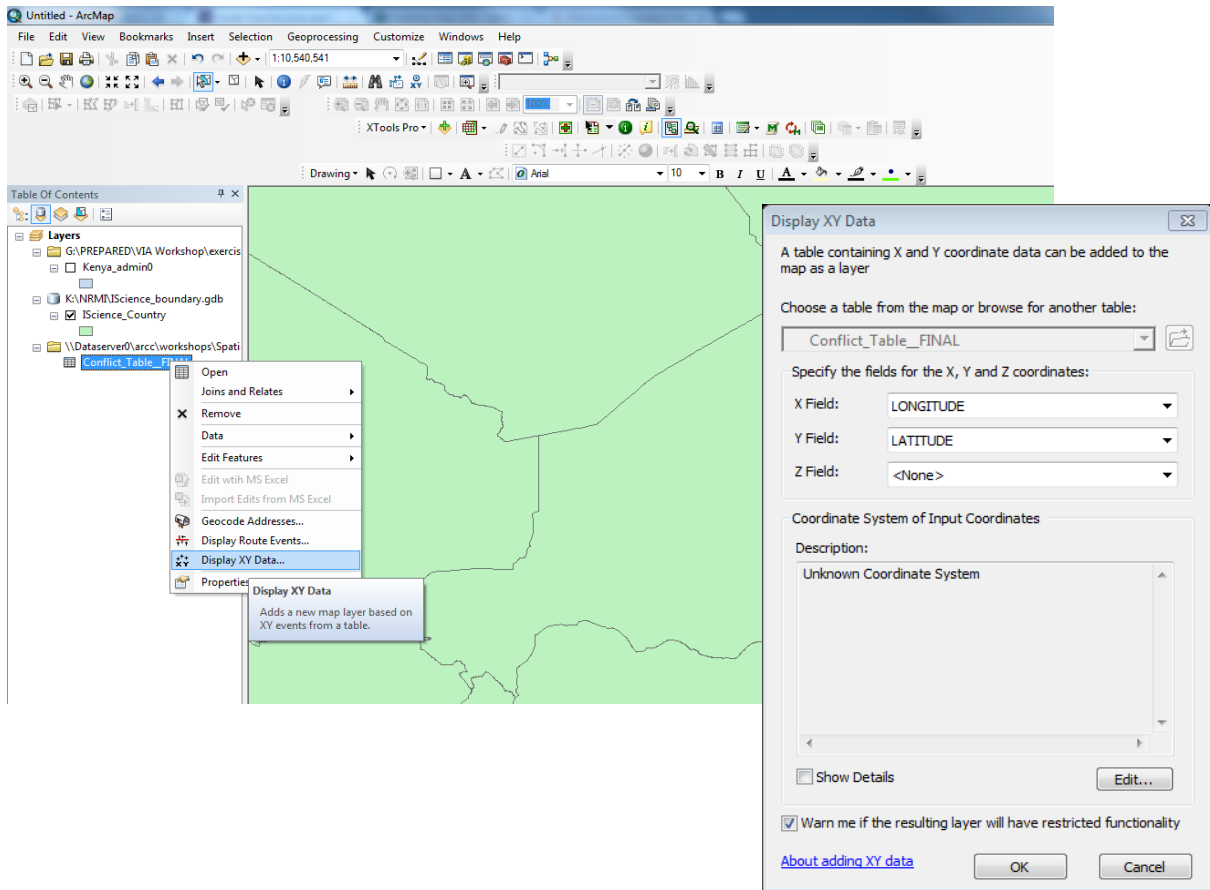 Untitled - ArcMap
File Edit View Bookmarks Insert Selection Geoprocessing Customize Windows Help
1:10,540,541
100%
XTools Pro
Drawing A Arial 10 B I U A
Table Of Contents
Layers
G:\PREPARED\VIA Workshop\exercis
Kenya_admin0
K:\NRMI\IScience_boundary.gdb
IScience_Country
\\Dataserver0\arcc\workshops\Spati
Conflict_Table__FINAL
Open
Joins and Relates
Remove
Data
Edit Features
Edit wtih MS Excel
Import Edits from MS Excel
Geocode Addresses...
Display Route Events...
Display XY Data...
Properties
Display XY Data
Adds a new map layer based on
XY events from a table.
Display XY Data
A table containing X and Y coordinate data can be added to the
map as a layer
Choose a table from the map or browse for another table:
Conflict_Table__FINAL
Specify the fields for the X, Y and Z coordinates:
X Field: LONGITUDE
Y Field: LATITUDE
Z Field: <None>
Coordinate System of Input Coordinates
Description:
Unknown Coordinate System
Show Details
Edit...
Warn me if the resulting layer will have restricted functionality
About adding XY data
OK Cancel